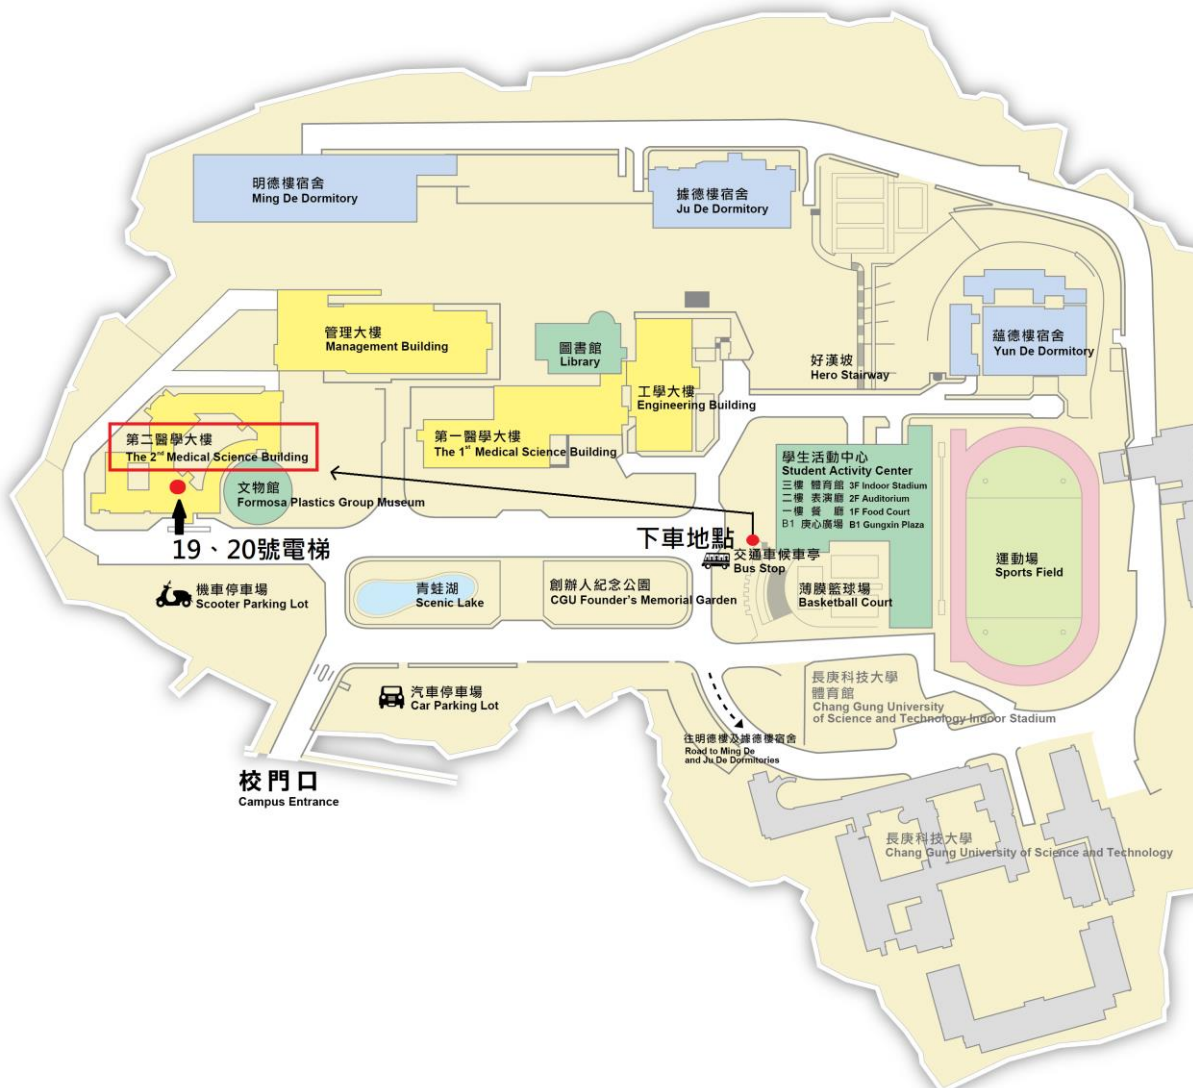 明德樓宿舍
Ming De Dormitory
據德樓宿舍
Ju De Dormitory
管理大樓
Management Building
圖書館
Library
工學大樓
Engineering Building
好漢坡
Hero Stairway
蘊德樓宿舍
Yun De Dormitory
第二醫學大樓
The 2nd Medical Science Building
第一醫學大樓
The 1st Medical Science Building
文物館
Formosa Plastics Group Museum
學生活動中心
Student Activity Center
三樓 體育館 3F Indoor Stadium
二樓 表演廳 2F Auditorium
一樓 餐 廳 1F Food Court
B1 庚心廣場 B1 Gungxin Plaza
19、20號電梯
下車地點
交通車候車亭
Bus Stop
運動場
Sports Field
機車停車場
Scooter Parking Lot
青蛙湖
Scenic Lake
創辦人紀念公園
CGU Founder's Memorial Garden
薄膜籃球場
Basketball Court
汽車停車場
Car Parking Lot
長庚科技大學
體育館
Chang Gung University
of Science and Technology Indoor Stadium
往明德樓及據德樓宿舍
Road to Ming De
and Ju De Dormitories
校門口
Campus Entrance
長庚科技大學
Chang Gung University of Science and Technology